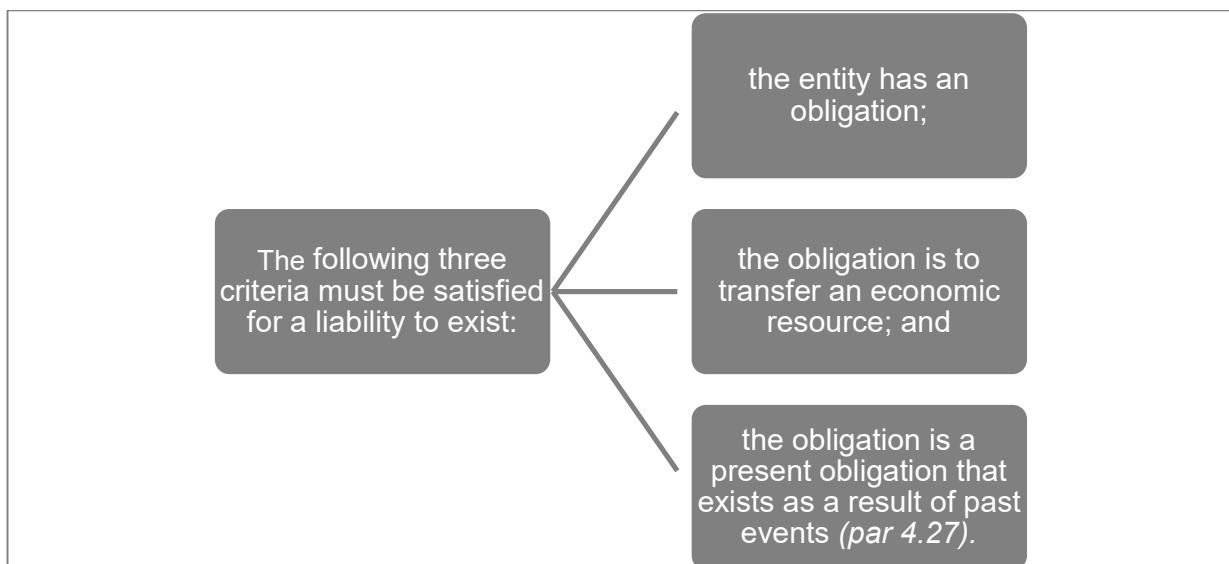 The following three
criteria must be satisfied
for a liability to exist:
the entity has an
obligation;
the obligation is to
transfer an economic
resource; and
the obligation is a
present obligation that
exists as a result of past
events (par 4.27).